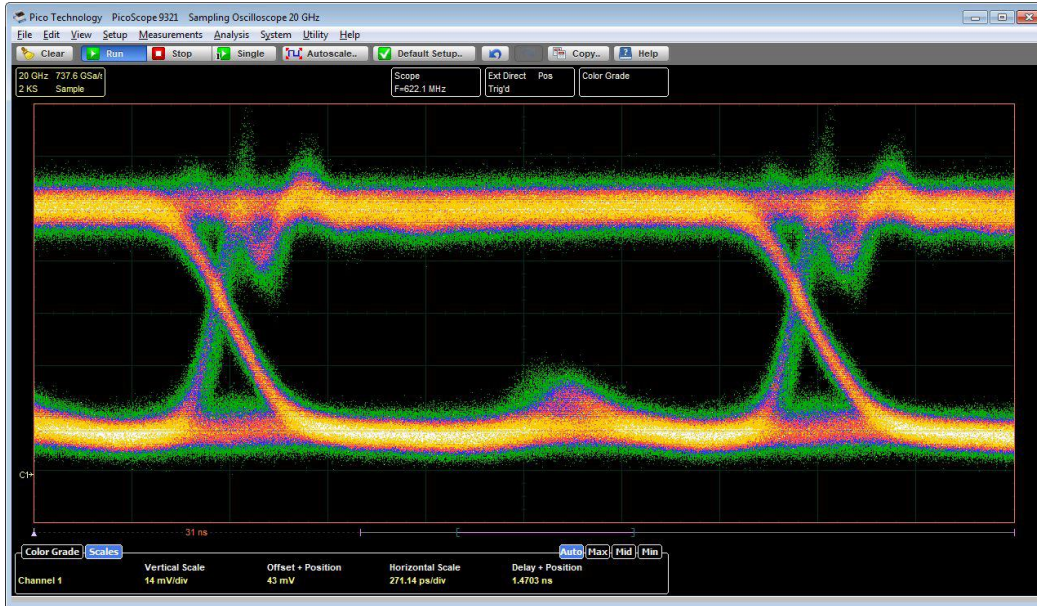 Pico Technology PicoScope 9321 Sampling Oscilloscope 20 GHz
File Edit View Setup Measurements Analysis System Utility Help
Clear Run Stop Single Autoscale.. Default Setup.. Copy.. Help
20 GHz 737.6 GSa/s Scope Ext Direct Pos Color Grade
2 KS Sample F=622.1 MHz Trig'd
C1
31 ns
Color Grade Scales Auto Max Mid Min
Vertical Scale Offset + Position Horizontal Scale Delay + Position
Channel 1 14 mV/div 43 mV 271.14 ps/div 1.4703 ns